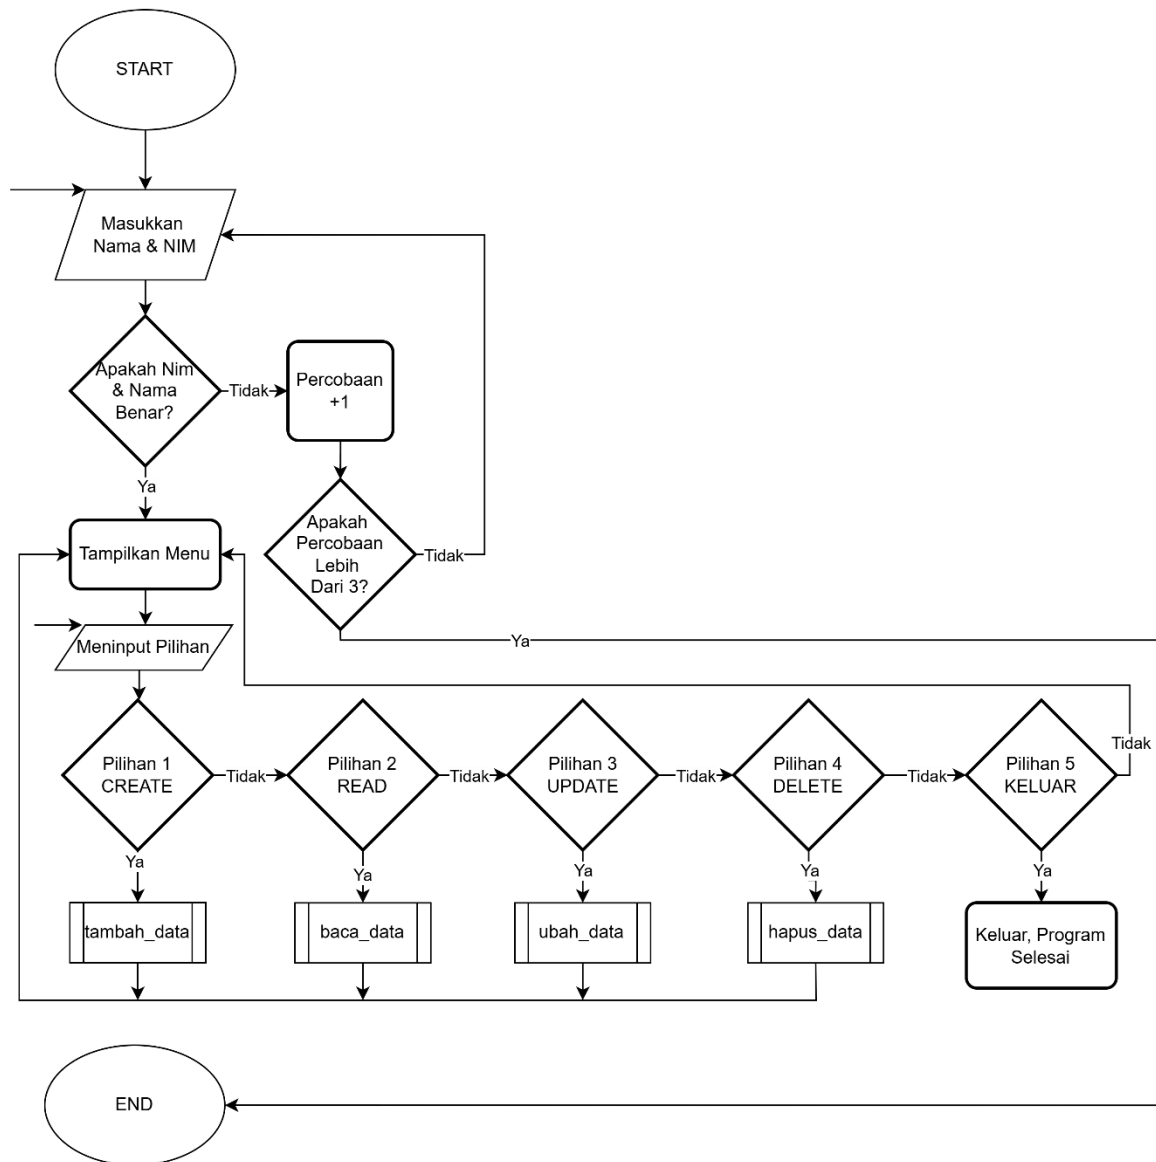 START
Masukkan
Nama & NIM
Apakah Nim
& Nama
Benar?
Tidak
Percobaan
+1
Ya
Apakah
Percobaan
Lebih
Dari 3?
Tidak
Tampilkan Menu
Ya
Meninput Pilihan
Pilihan 1
CREATE
Tidak
Pilihan 2
READ
Tidak
Pilihan 3
UPDATE
Tidak
Pilihan 4
DELETE
Tidak
Pilihan 5
KELUAR
Tidak
Ya
Ya
Ya
Ya
Ya
tambah_data
baca_data
ubah_data
hapus_data
Keluar, Program
Selesai
END